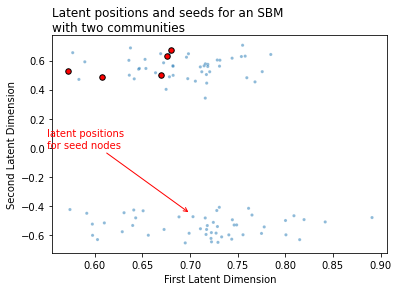 Latent positions and seeds for an SBM
with two communities
Second Latent Dimension
0.6
0.4
0.2
0.0
−0.2
−0.4
−0.6
latent positions
for seed nodes
0.60
0.65
0.70
0.75
0.80
0.85
0.90
First Latent Dimension